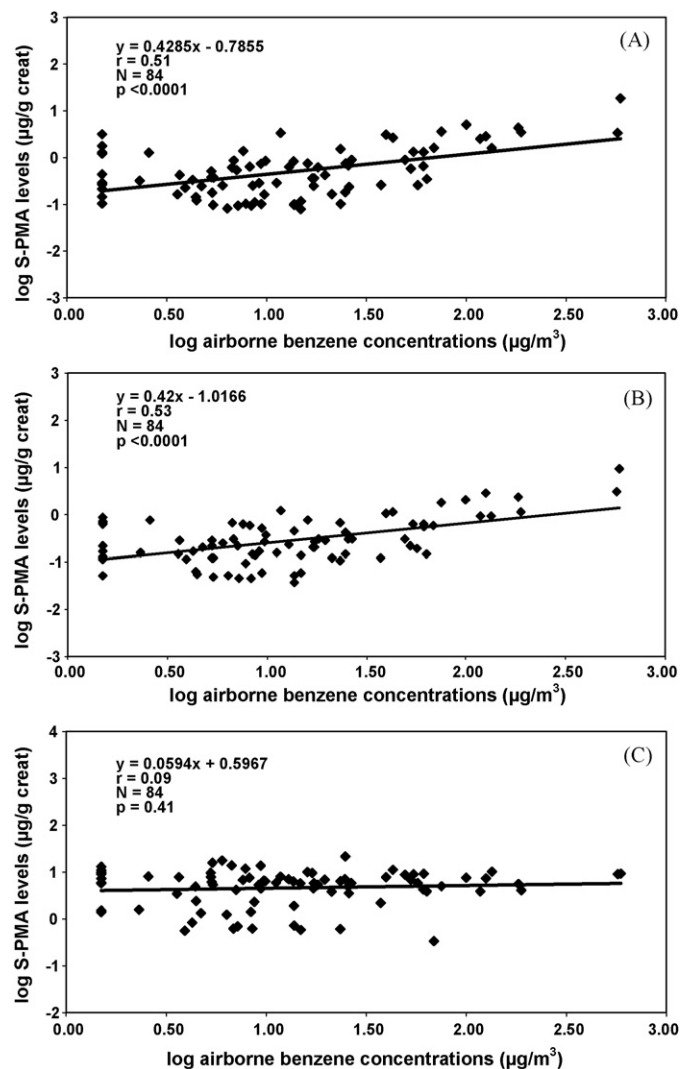 (A)
y = 0.4285x - 0.7855
r = 0.51
N = 84
p <0.0001
log S-PMA levels (µg/g creat)
3
2
1
0
-1
-2
-3
0.00 0.50 1.00 1.50 2.00 2.50 3.00
log airborne benzene concentrations (µg/m³)
(B)
y = 0.42x - 1.0166
r = 0.53
N = 84
p <0.0001
log S-PMA levels (µg/g creat)
3
2
1
0
-1
-2
-3
0.00 0.50 1.00 1.50 2.00 2.50 3.00
log airborne benzene concentrations (µg/m³)
(C)
y = 0.0594x + 0.5967
r = 0.09
N = 84
p = 0.41
log S-PMA levels (µg/g creat)
4
3
2
1
0
-1
-2
0.00 0.50 1.00 1.50 2.00 2.50 3.00
log airborne benzene concentrations (µg/m³)